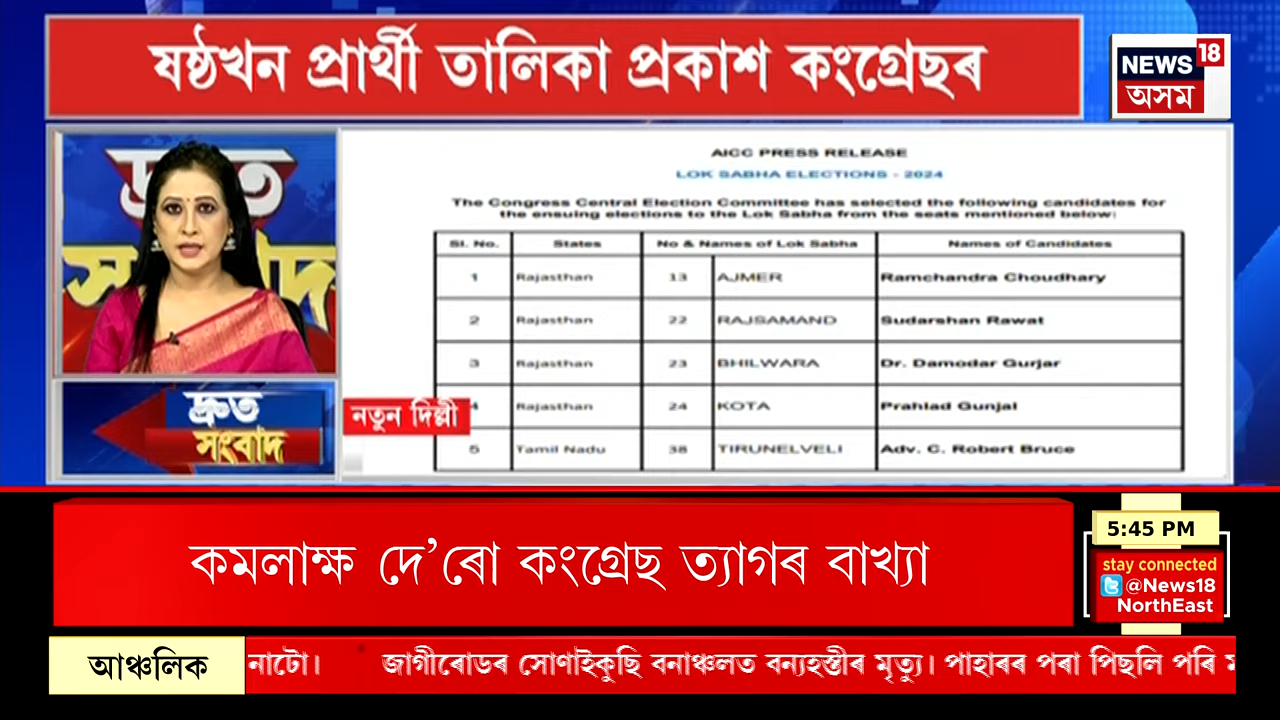 ষষ্ঠখন প্ৰাৰ্থী তালিকা প্ৰকাশ কংগ্ৰেছৰ
NEWS 18
অসম
দ্ৰুত
সংবাদ
AICC PRESS RELEASE
LOK SABHA ELECTIONS - 2024
The Congress Central Election Committee has selected the following candidates for
the ensuing elections to the Lok Sabha from the seats mentioned below:
Sl. No. States No & Names of Lok Sabha Names of Candidates
1 Rajasthan 13 AJMER Ramchandra Choudhary
2 Rajasthan 22 RAJSAMAND Sudarshan Rawat
3 Rajasthan 23 BHILWARA Dr. Damodar Gurjar
4 Rajasthan 24 KOTA Prahlad Gunjal
5 Tamil Nadu 38 TIRUNELVELI Adv. C. Robert Bruce
দ্ৰুত
সংবাদ
নতুন দিল্লী
কমলাক্ষ দে'ৰো কংগ্ৰেছ ত্যাগৰ বাখ্যা
5:45 PM
stay connected
@News18
NorthEast
আঞ্চলিক
নাটো। জাগীৰোডৰ সোণাইকুছি বনাঞ্চলত বন্যহস্তীৰ মৃত্যু। পাহাৰৰ পৰা পিছলি পৰি